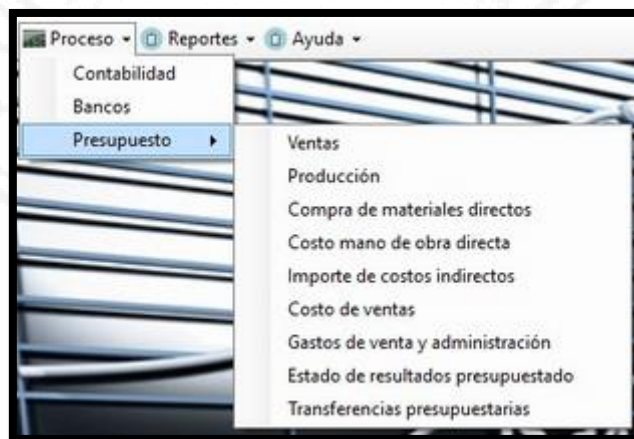 Proceso Reportes Ayuda
Contabilidad
Bancos
Presupuesto
Ventas
Producción
Compra de materiales directos
Costo mano de obra directa
Importe de costos indirectos
Costo de ventas
Gastos de venta y administración
Estado de resultados presupuestado
Transferencias presupuestarias